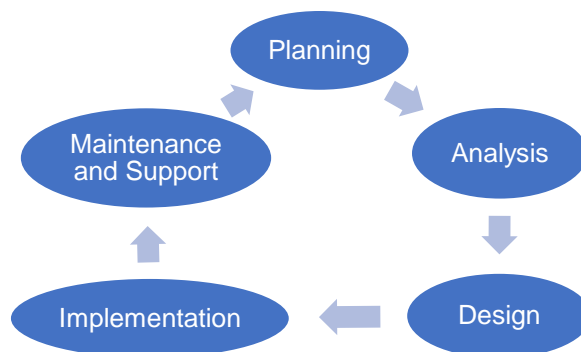 Planning
Analysis
Design
Implementation
Maintenance
and Support